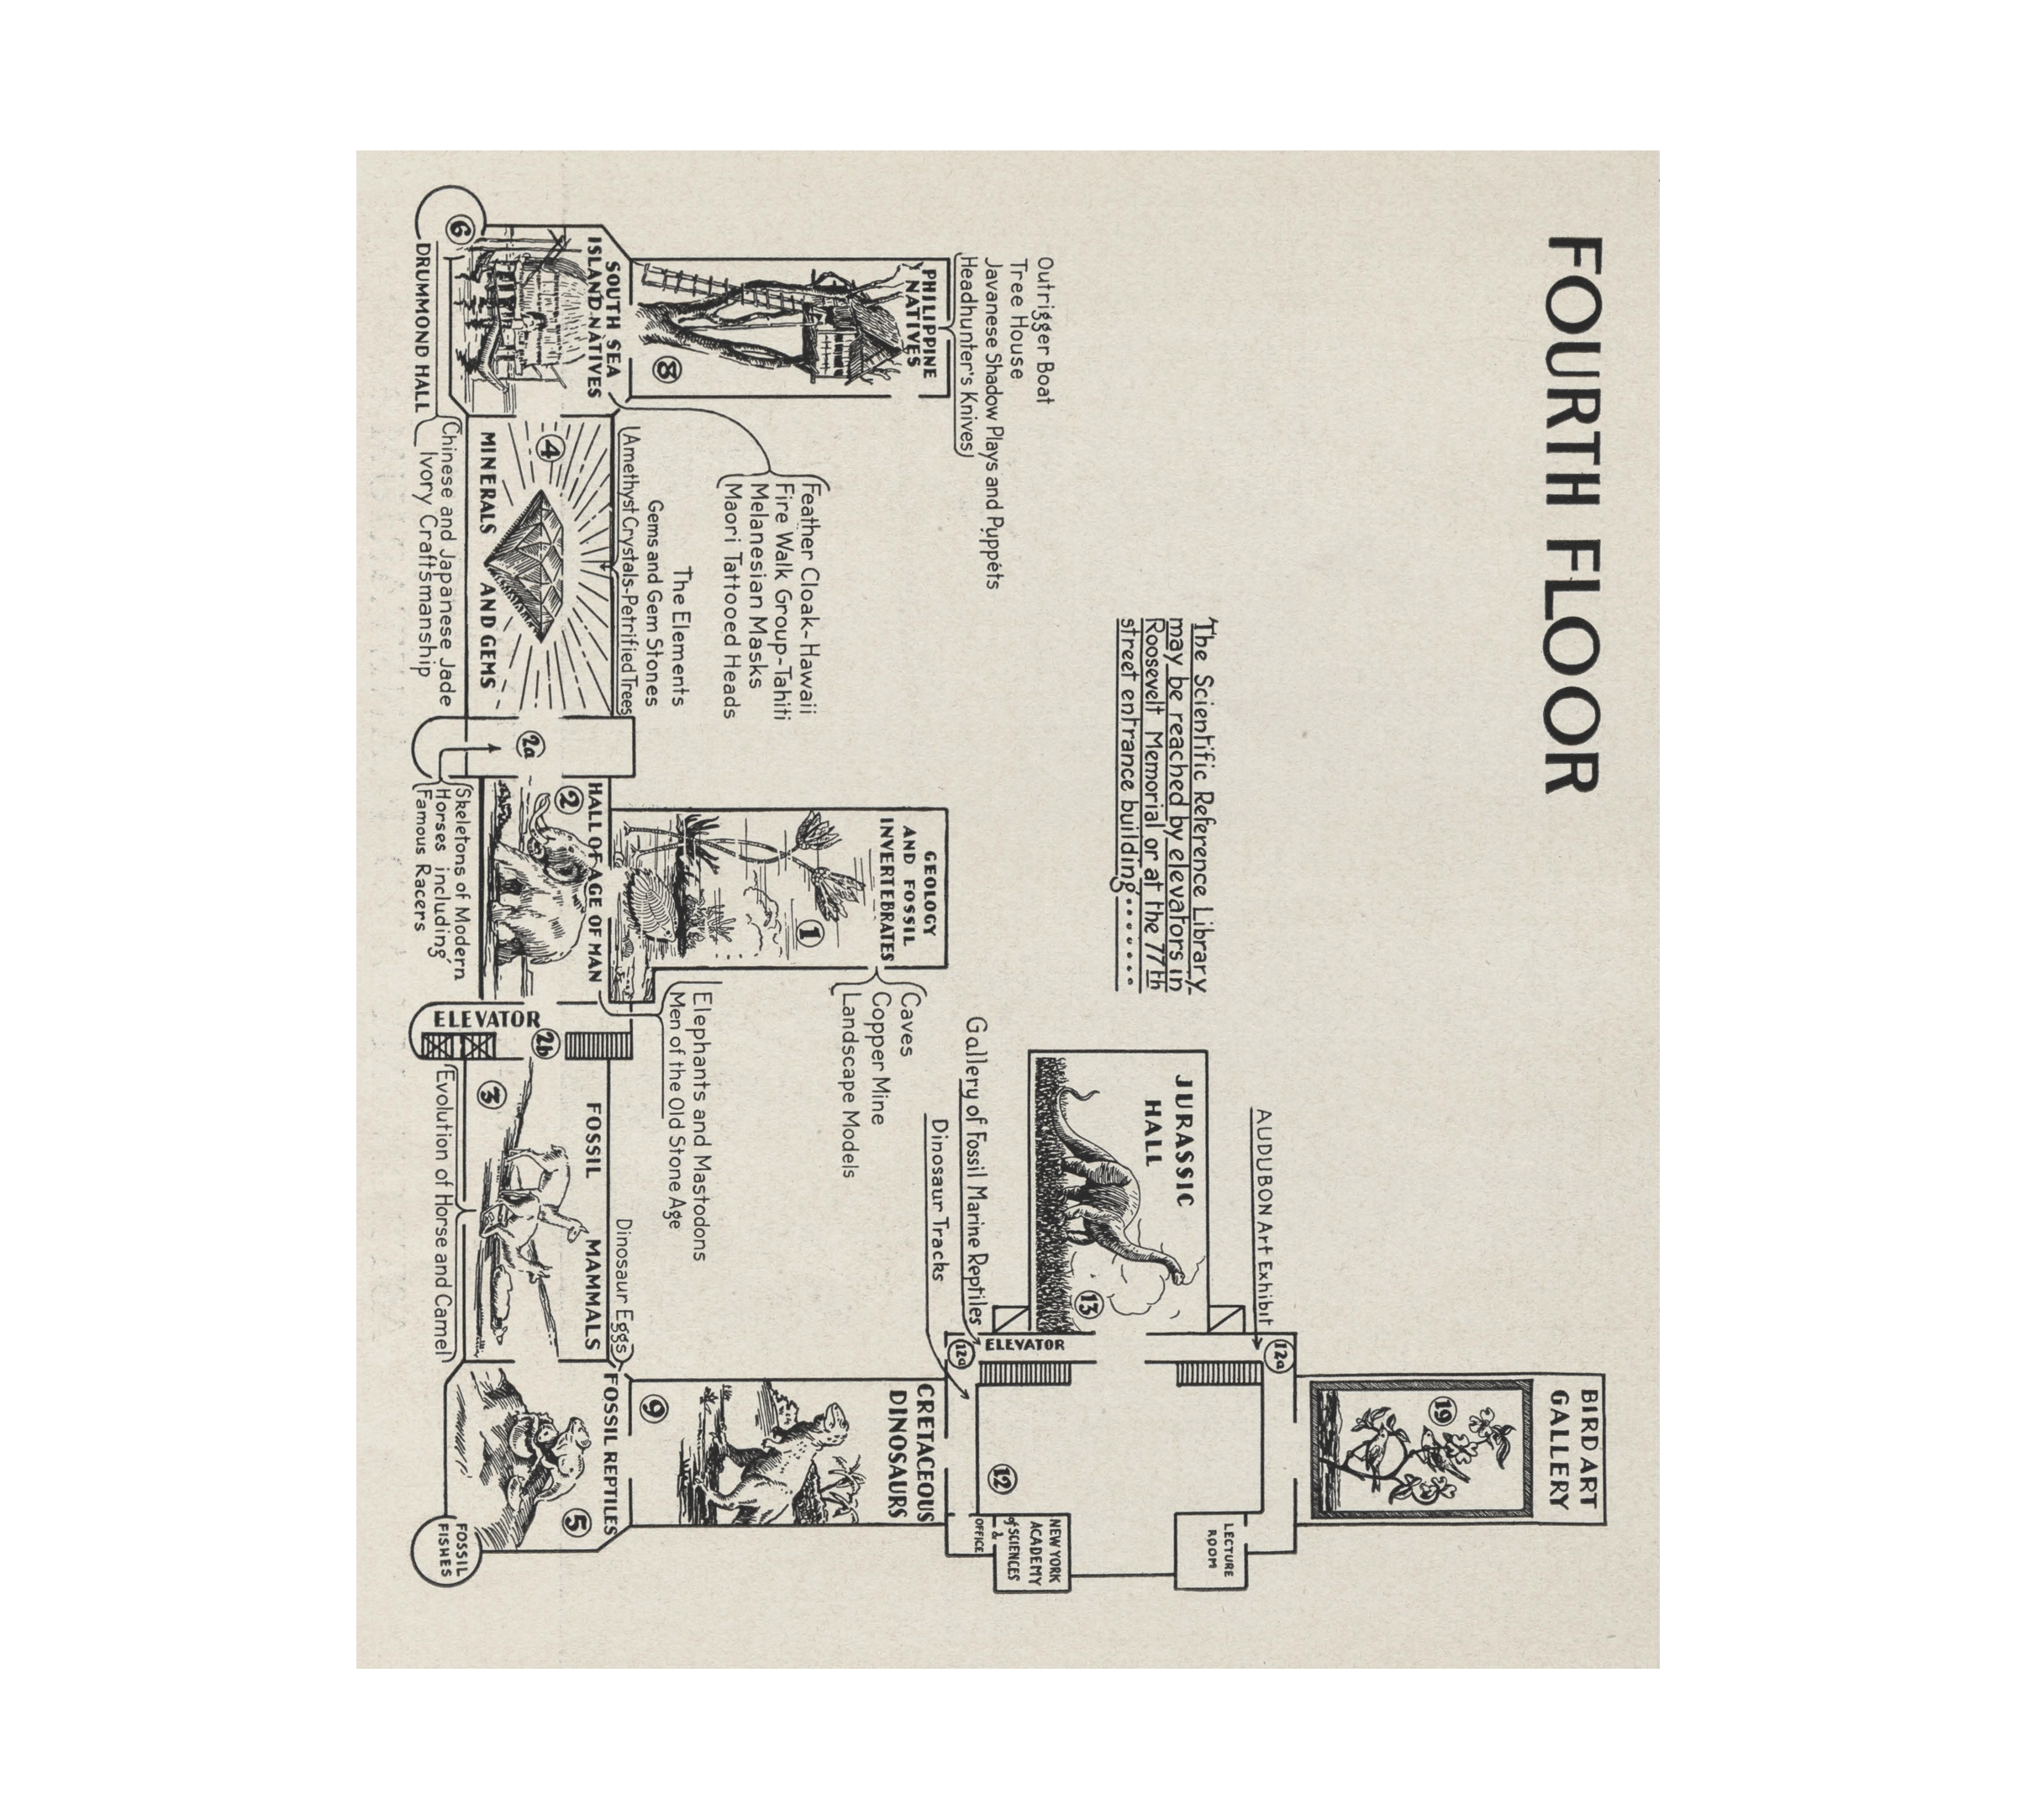 FOURTH FLOOR
BIRD ART
GALLERY
19
AUDUBON Art Exhibit
12a
LECTURE
ROOM
The Scientific Reference Library-
may be reached by elevators in
Roosevelt Memorial or at the 77th
street entrance building.......
JURASSIC
HALL
13
ELEVATOR
12a
12
NEW YORK
ACADEMY
of SCIENCES
&
OFFICE
Gallery of Fossil Marine Reptiles
Dinosaur Tracks
Outrigger Boat
Tree House
Javanese Shadow Plays and Puppets
Headhunter's Knives
PHILIPPINE
NATIVES
8
GEOLOGY
AND FOSSIL
INVERTEBRATES
1
Caves
Copper Mine
Landscape Models
CRETACEOUS
DINOSAURS
9
Feather Cloak-Hawaii
Fire Walk Group-Tahiti
Melanesian Masks
Maori Tattooed Heads
The Elements
Gems and Gem Stones
Amethyst Crystals-Petrified Trees
Elephants and Mastodons
Men of the Old Stone Age
Dinosaur Eggs
SOUTH SEA
ISLAND NATIVES
6
DRUMMOND HALL
4
MINERALS AND GEMS
Chinese and Japanese Jade
Ivory Craftsmanship
2a
HALL OF AGE OF MAN
2
Skeletons of Modern
Horses including
Famous Racers
ELEVATOR
2b
FOSSIL MAMMALS
3
Evolution of Horse and Camel
FOSSIL REPTILES
5
FOSSIL
FISHES